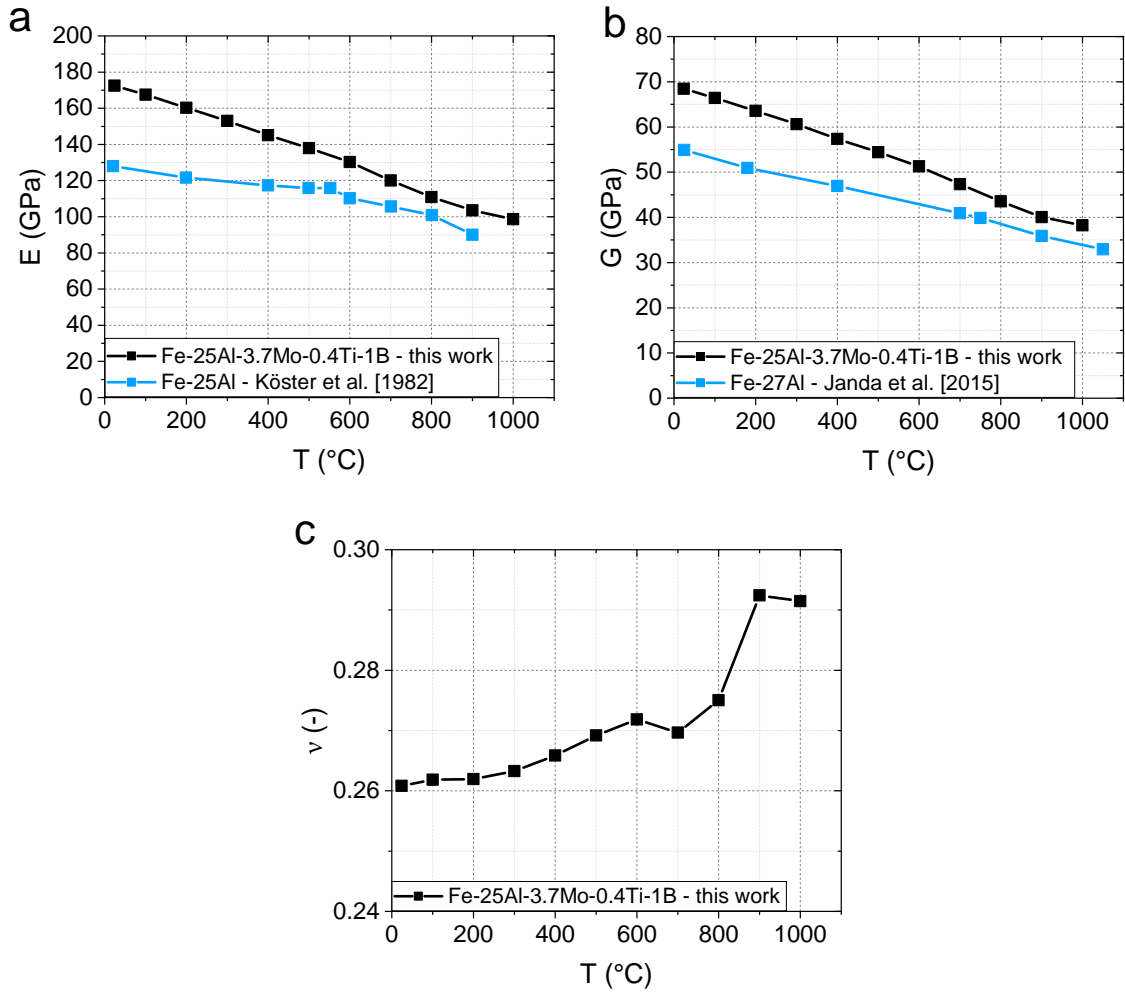 a
200
180
160
140
120
100
80
60
40
20
0
E (GPa)
0 200 400 600 800 1000
T (°C)
Fe-25Al-3.7Mo-0.4Ti-1B - this work
Fe-25Al - Köster et al. [1982]
b
80
70
60
50
40
30
20
10
0
G (GPa)
0 200 400 600 800 1000
T (°C)
Fe-25Al-3.7Mo-0.4Ti-1B - this work
Fe-27Al - Janda et al. [2015]
c
0.30
0.28
0.26
0.24
ν (-)
0 200 400 600 800 1000
T (°C)
Fe-25Al-3.7Mo-0.4Ti-1B - this work